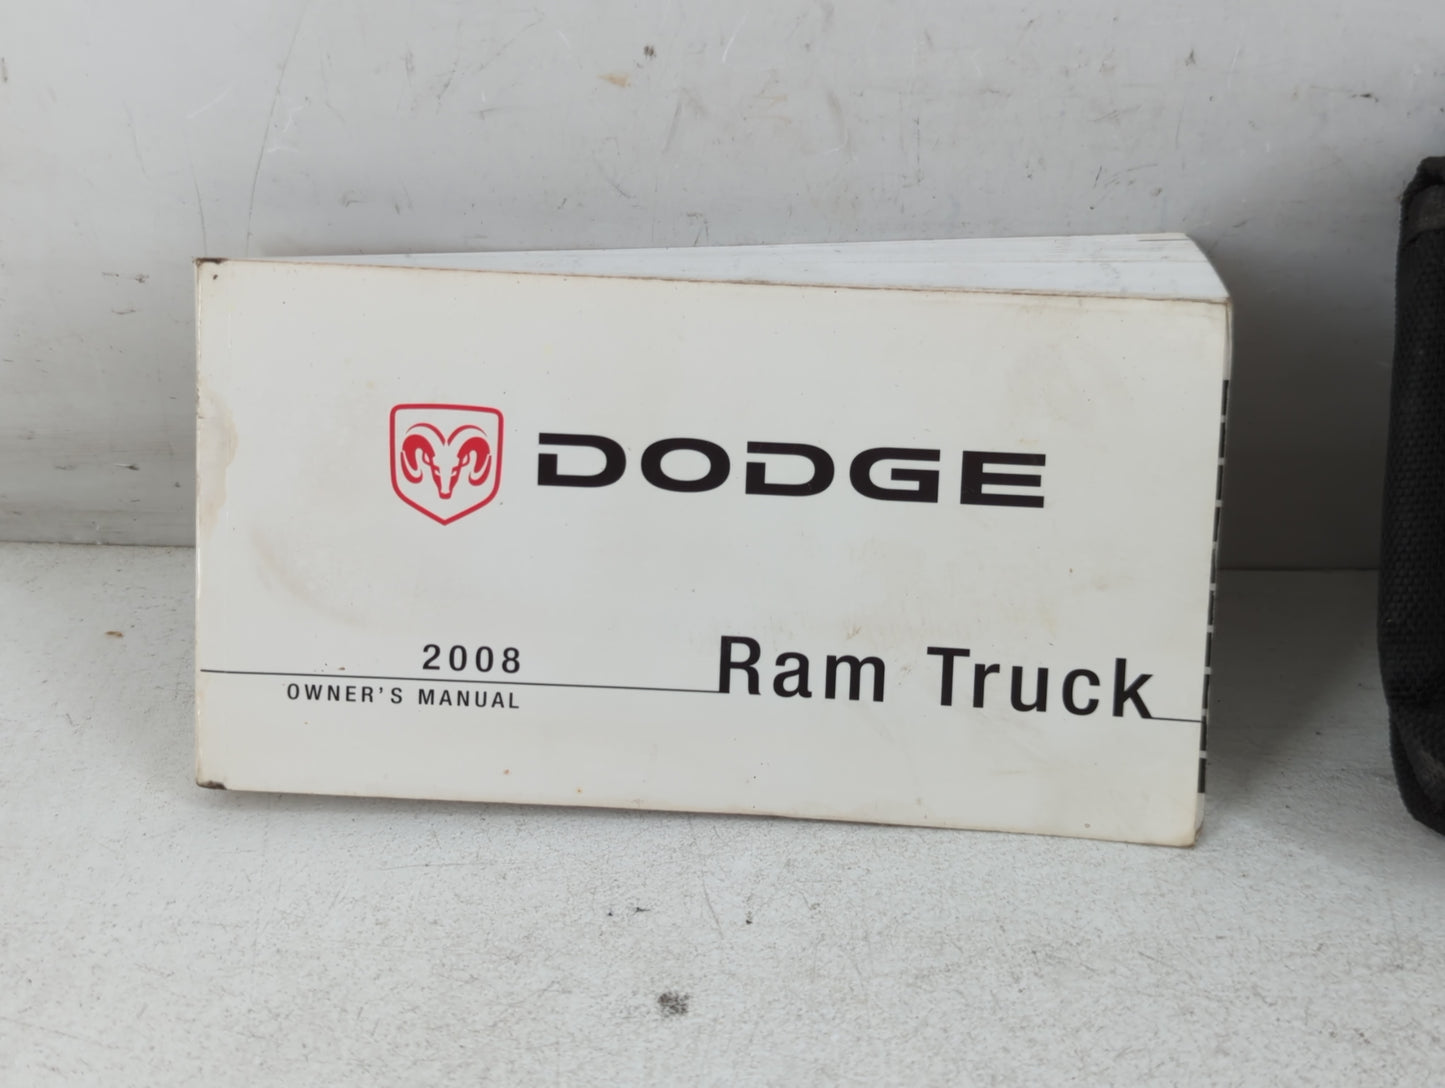 DODGE
2008
OWNER'S MANUAL
Ram Truck